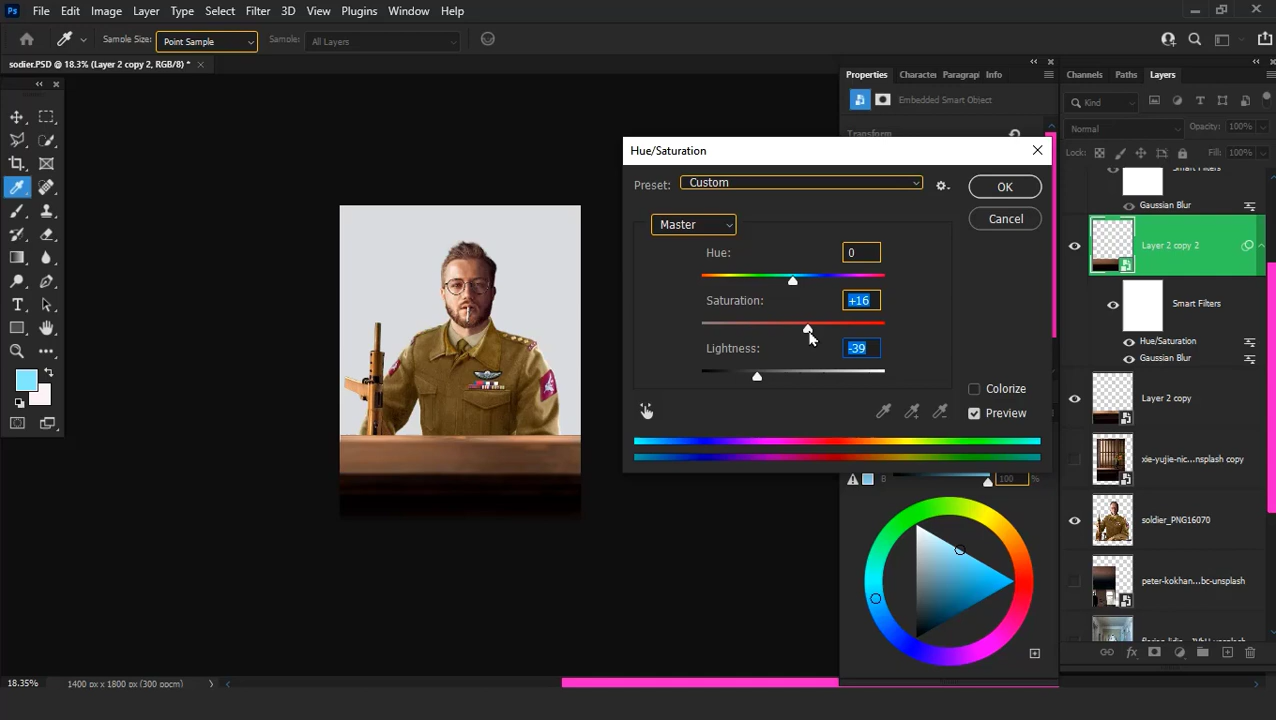 Ps File Edit Image Layer Type Select Filter 3D View Plugins Window Help
Sample Size: Point Sample Sample: All Layers
sodier.PSD @ 18.3% (Layer 2 copy 2, RGB/8) *
Properties Character Paragraph Info
Channels Paths Layers
Embedded Smart Object
Kind
Transform
Normal Opacity: 100%
Lock: Fill: 100%
Hue/Saturation
Preset: Custom
OK
Cancel
Master
Hue: 0
Saturation: +16
Lightness: -39
Colorize
Preview
Smart Filters
Gaussian Blur
Layer 2 copy 2
Smart Filters
Hue/Saturation
Gaussian Blur
Layer 2 copy
xie-yujie-nic...nsplash copy
B 100 %
soldier_PNG16070
peter-kokhan...bc-unsplash
fx
18.35% 1400 px x 1800 px (300 ppcm)